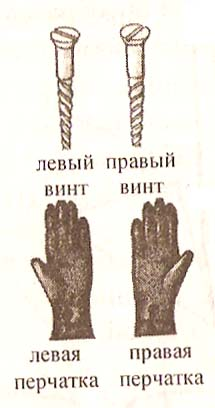 левый правый
винт винт
левая правая
перчатка перчатка